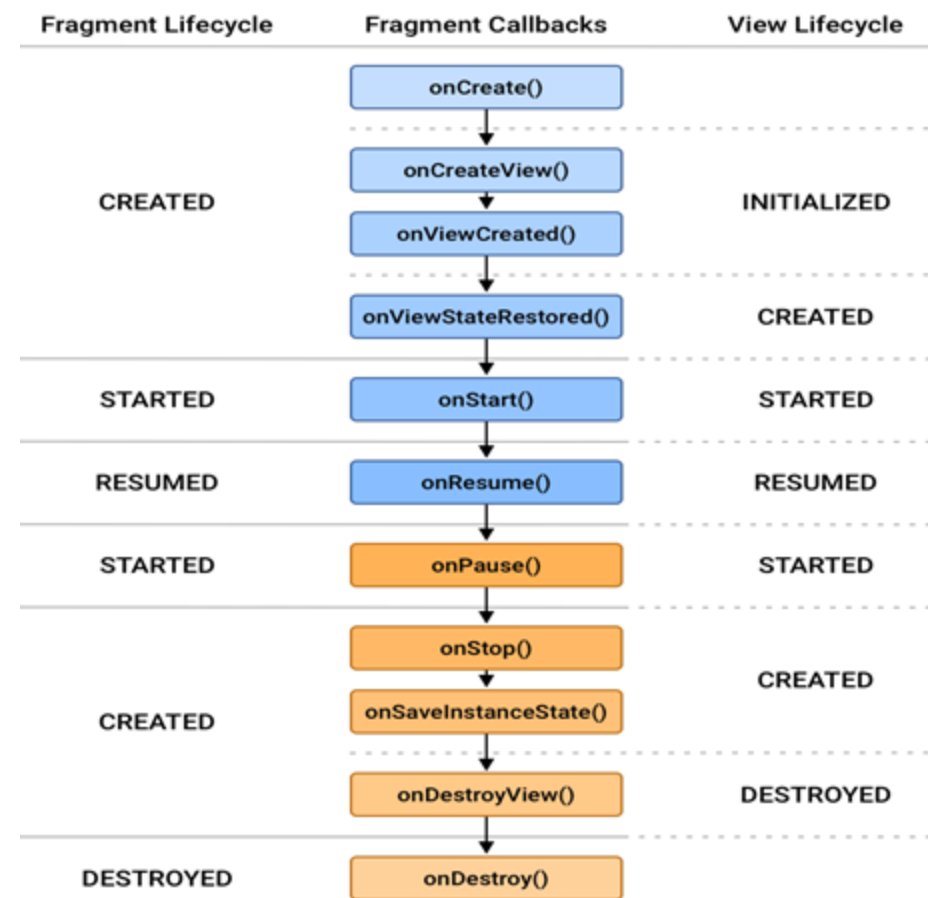 Fragment Lifecycle Fragment Callbacks View Lifecycle
onCreate()
onCreateView()
CREATED INITIALIZED
onViewCreated()
onViewStateRestored() CREATED
STARTED onStart() STARTED
RESUMED onResume() RESUMED
STARTED onPause() STARTED
onStop()
CREATED
onSaveInstanceState()
CREATED
onDestroyView() DESTROYED
DESTROYED onDestroy()